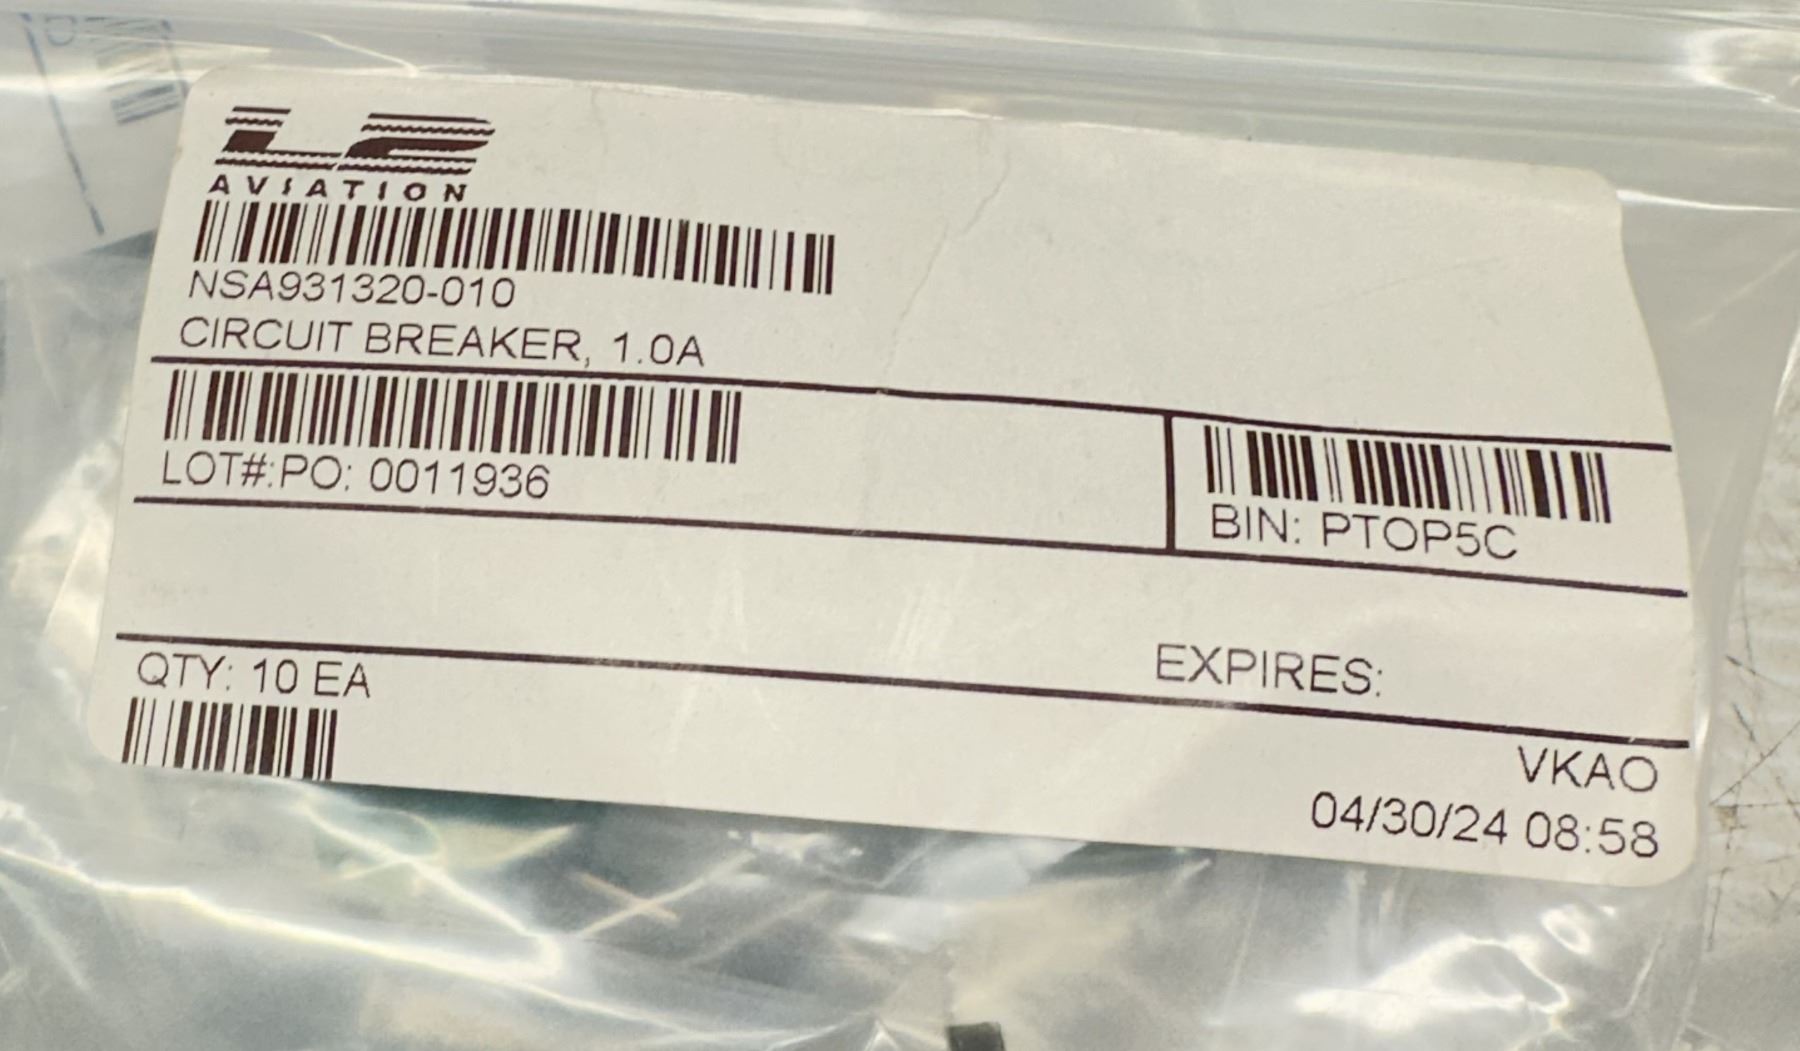 L2
AVIATION
NSA931320-010
CIRCUIT BREAKER, 1.0A
LOT#:PO: 0011936
BIN: PTOP5C
EXPIRES:
QTY: 10 EA
VKAO
04/30/24 08:58